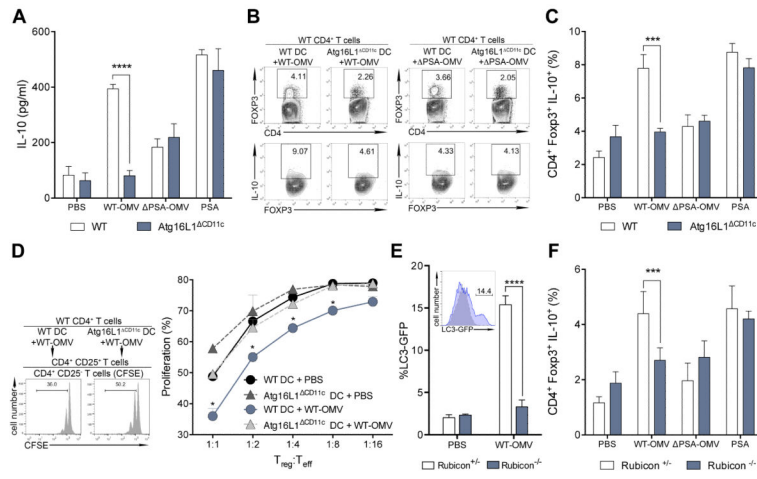 A
IL-10 (pg/ml)
600
400
200
0
****
PBS WT-OMV ΔPSA-OMV PSA
WT Atg16L1ΔCD11c
B
WT CD4+ T cells
WT DC +WT-OMV
Atg16L1ΔCD11c DC +WT-OMV
4.11
2.26
FOXP3
CD4
9.07
4.61
IL-10
FOXP3
WT CD4+ T cells
WT DC +ΔPSA-OMV
Atg16L1ΔCD11c DC +ΔPSA-OMV
3.66
2.05
FOXP3
CD4
4.33
4.13
IL-10
FOXP3
C
CD4+ Foxp3+ IL-10+ (%)
10
8
6
4
2
0
***
PBS WT-OMV ΔPSA-OMV PSA
WT Atg16L1ΔCD11c
D
WT CD4+ T cells
WT DC +WT-OMV
Atg16L1ΔCD11c DC +WT-OMV
CD4+ CD25+ T cells
CD4+ CD25- T cells (CFSE)
36.0
50.2
cell number
CFSE
Proliferation (%)
80
70
60
50
40
30
*
*
*
*
WT DC + PBS
Atg16L1ΔCD11c DC + PBS
WT DC + WT-OMV
Atg16L1ΔCD11c DC + WT-OMV
1:1 1:2 1:4 1:8 1:16
Treg:Teff
E
%LC3-GFP
20
15
10
5
0
cell number
14.4
LC3-GFP
****
PBS WT-OMV
Rubicon+/- Rubicon-/-
F
CD4+ Foxp3+ IL-10+ (%)
6
4
2
0
***
PBS WT-OMV ΔPSA-OMV PSA
Rubicon+/- Rubicon-/-